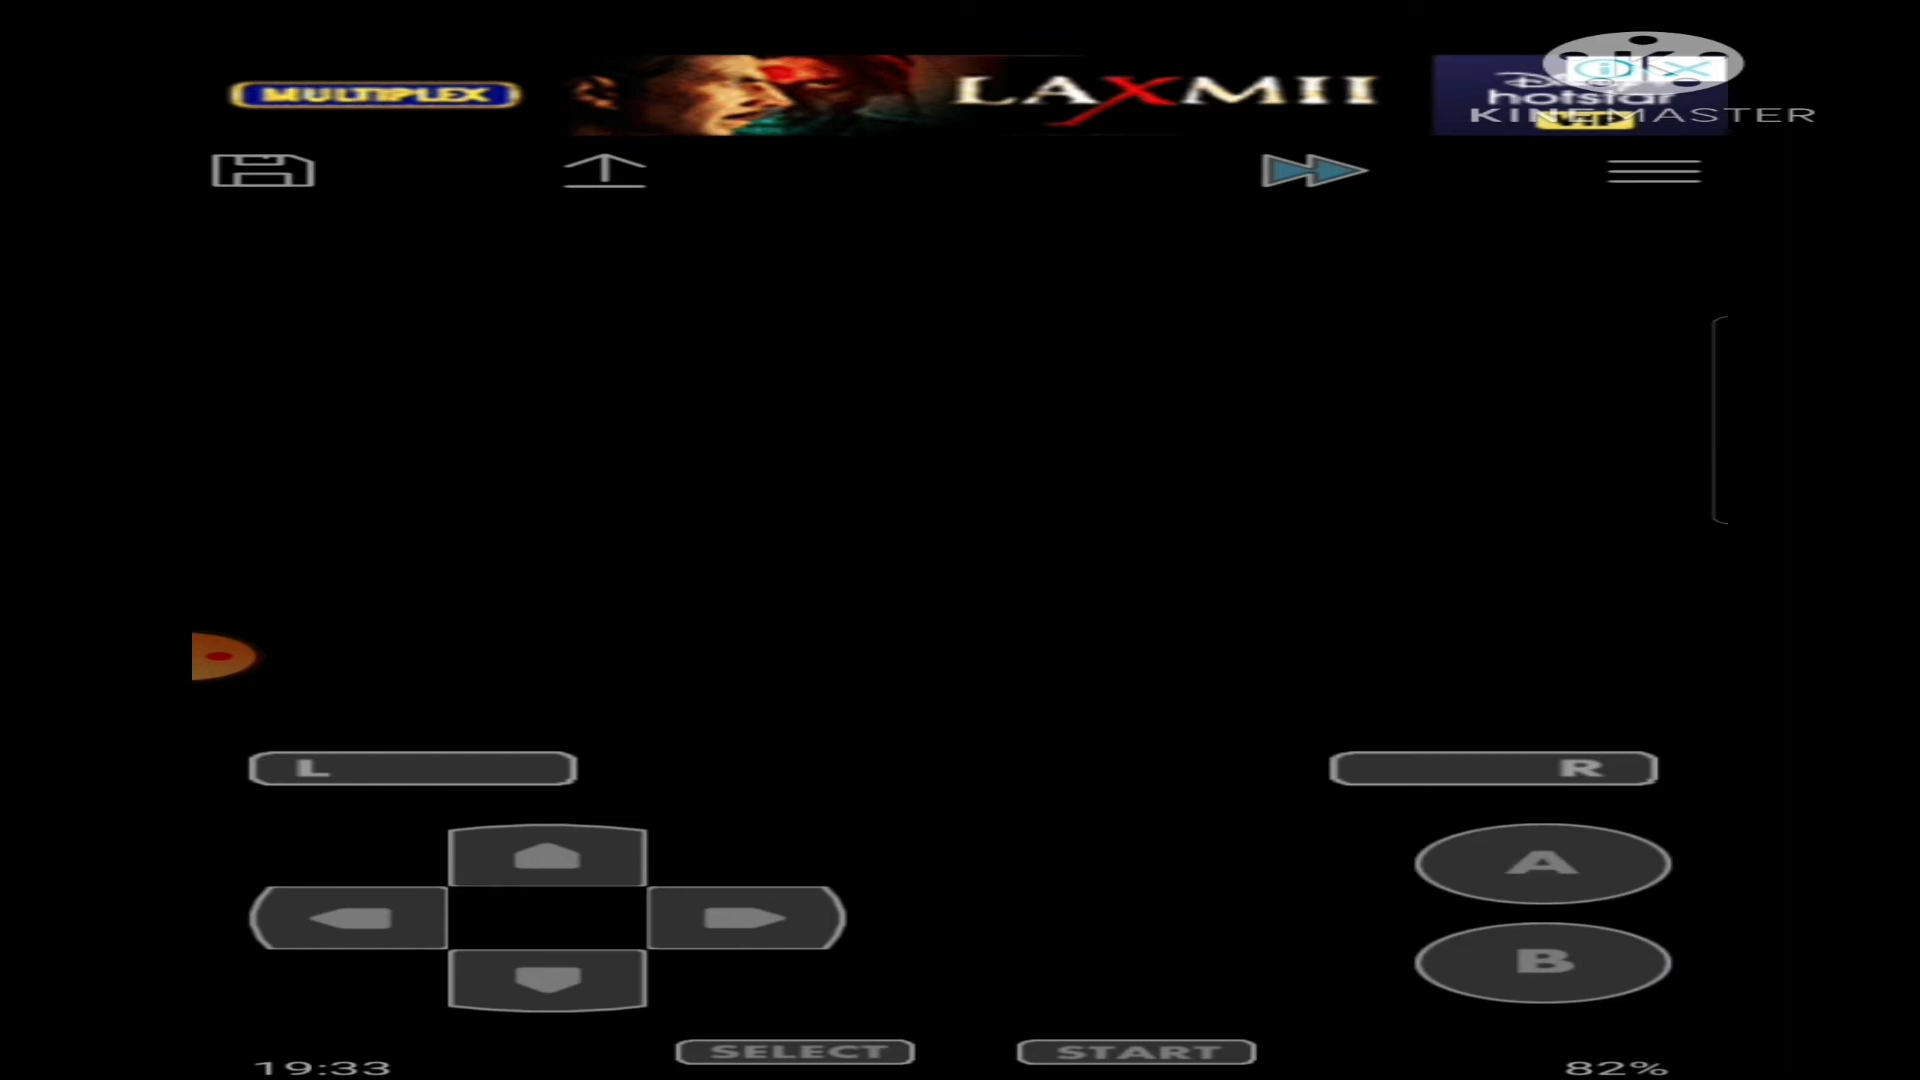 MULTIPLEX
LAXMII
hotstar
KINEMASTER
L
R
A
B
SELECT
START
19:33
82%